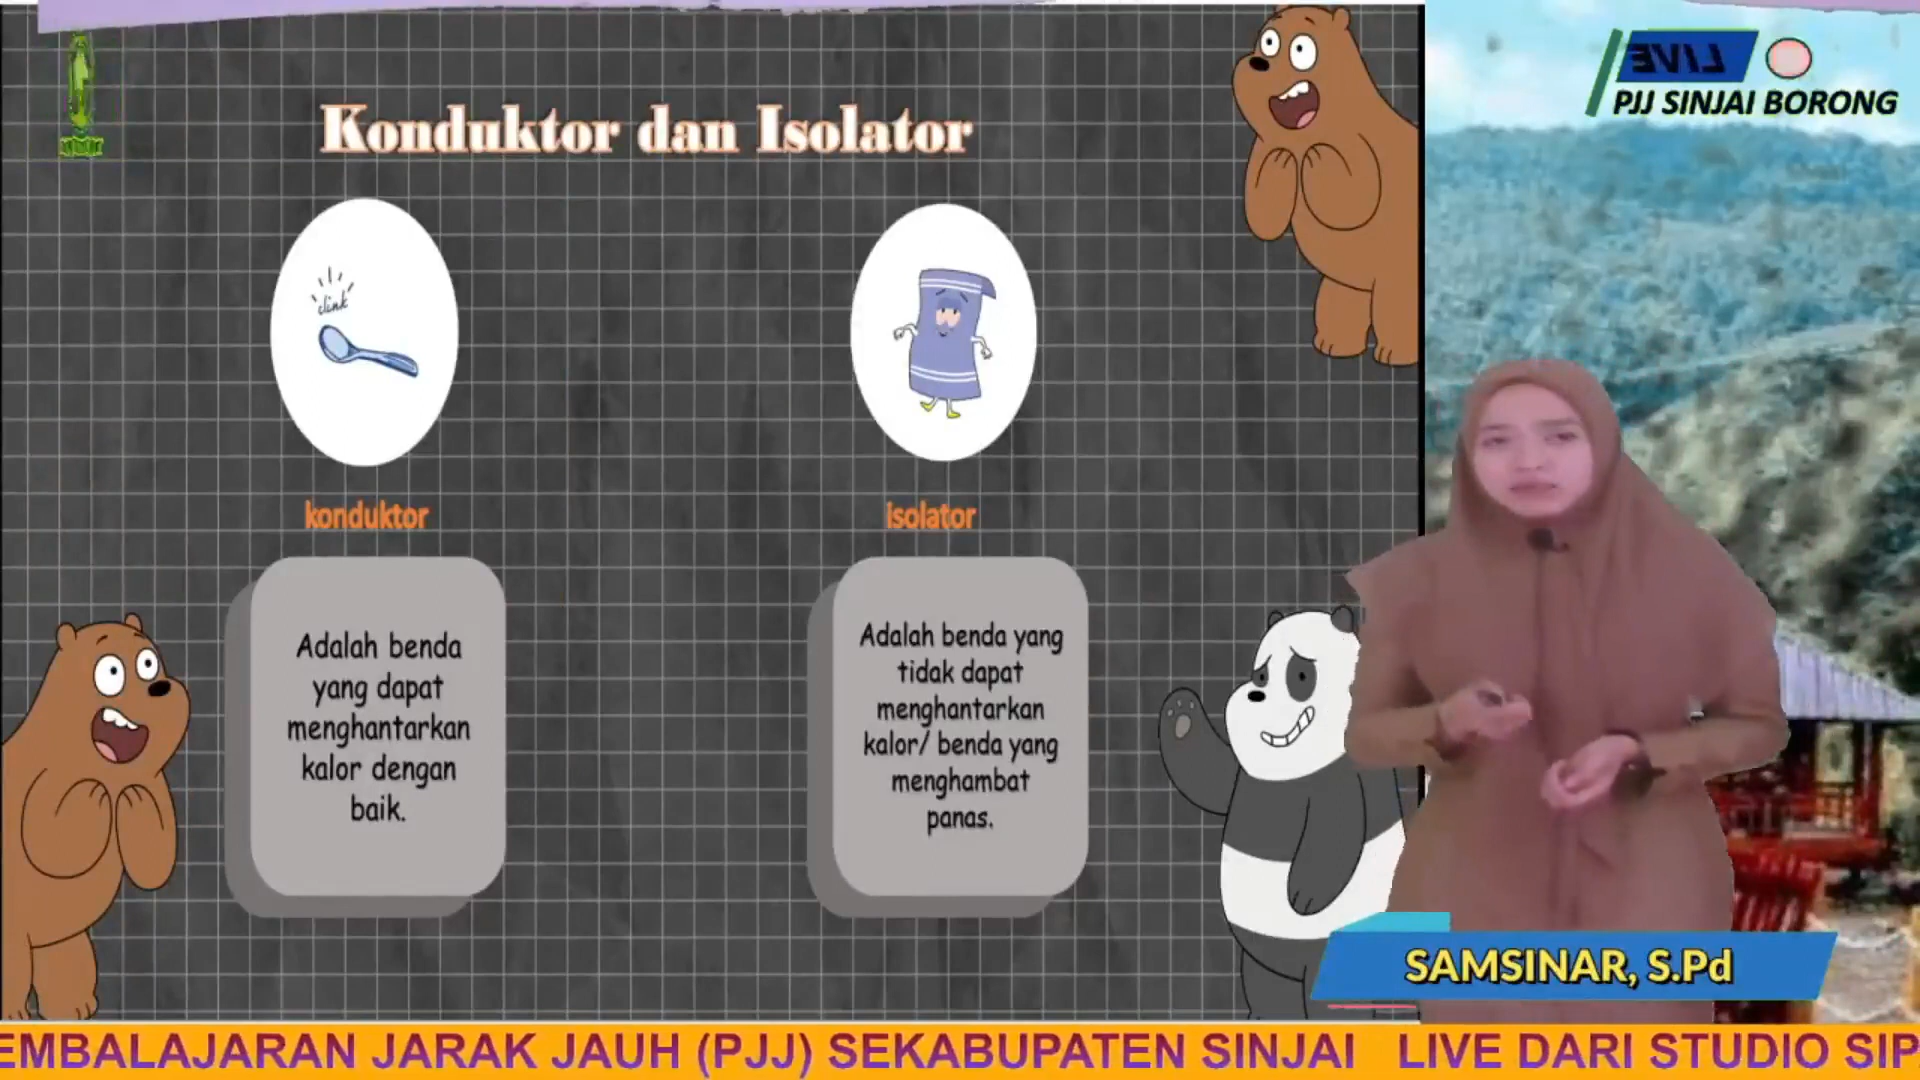 LIVE
PJJ SINJAI BORONG
Konduktor dan Isolator
clink
konduktor
isolator
Adalah benda
yang dapat
menghantarkan
kalor dengan
baik.
Adalah benda yang
tidak dapat
menghantarkan
kalor/ benda yang
menghambat
panas.
SAMSINAR, S.Pd
EMBALAJARAN JARAK JAUH (PJJ) SEKABUPATEN SINJAI LIVE DARI STUDIO SIP